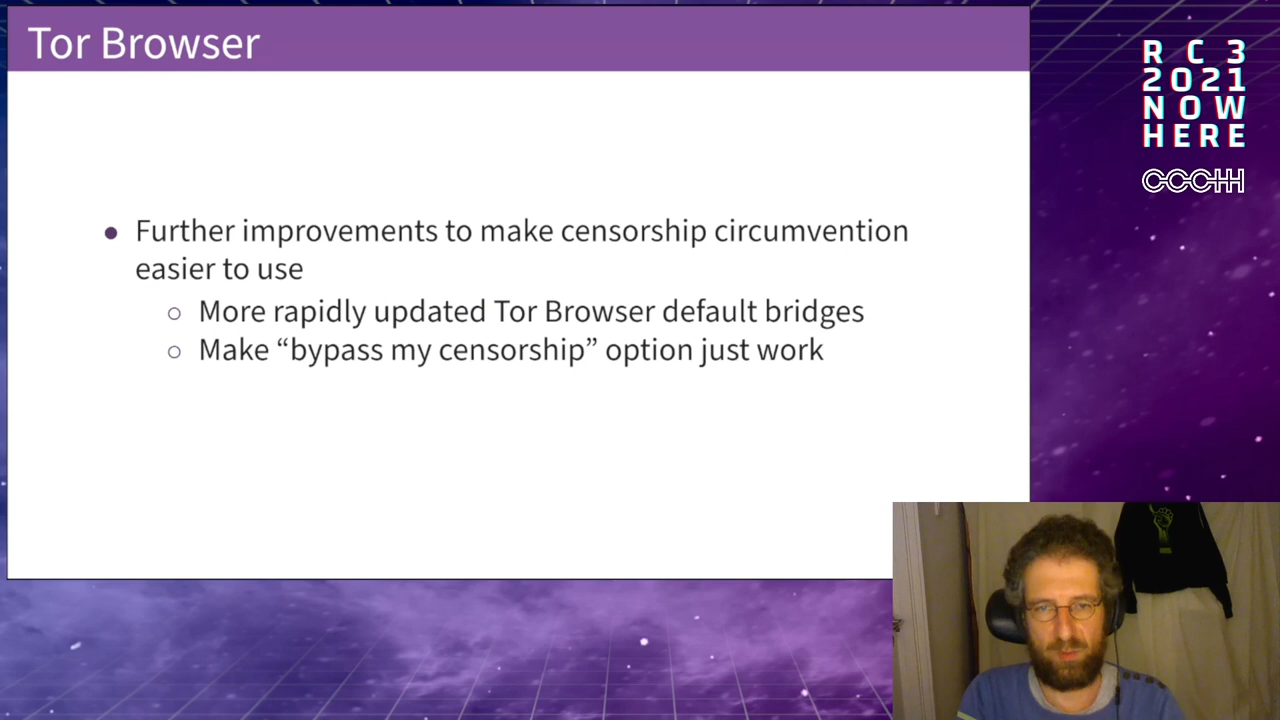 Tor Browser
Further improvements to make censorship circumvention
easier to use
More rapidly updated Tor Browser default bridges
Make “bypass my censorship” option just work
R C 3
2021
NOW
HERE
CCCHH